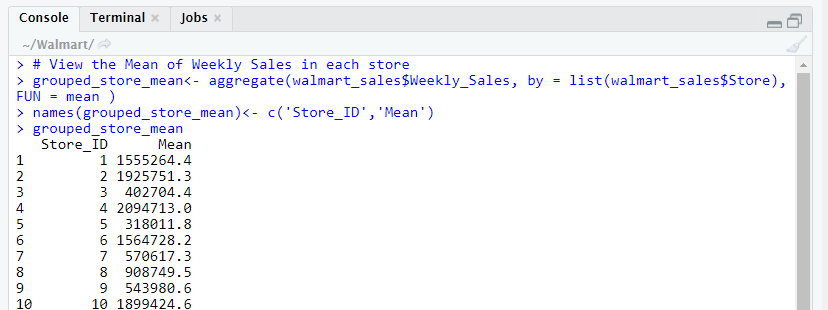 Console Terminal × Jobs ×
~/Walmart/
> # View the Mean of Weekly Sales in each store
> grouped_store_mean<- aggregate(walmart_sales$Weekly_Sales, by = list(walmart_sales$Store),
FUN = mean )
> names(grouped_store_mean)<- c('Store_ID','Mean')
> grouped_store_mean
   Store_ID      Mean
1         1 1555264.4
2         2 1925751.3
3         3  402704.4
4         4 2094713.0
5         5  318011.8
6         6 1564728.2
7         7  570617.3
8         8  908749.5
9         9  543980.6
10       10 1899424.6